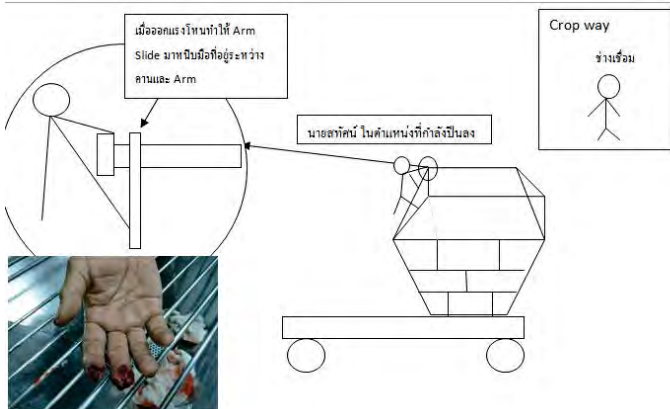 เมื่อออกแรงโหนทำให้ Arm
Slide มาหนีบมือที่อยู่ระหว่าง
คานและ Arm
Crop way
ช่างเชื่อม
นายสทัศน์ ในตำแหน่งที่กำลังปีนลง